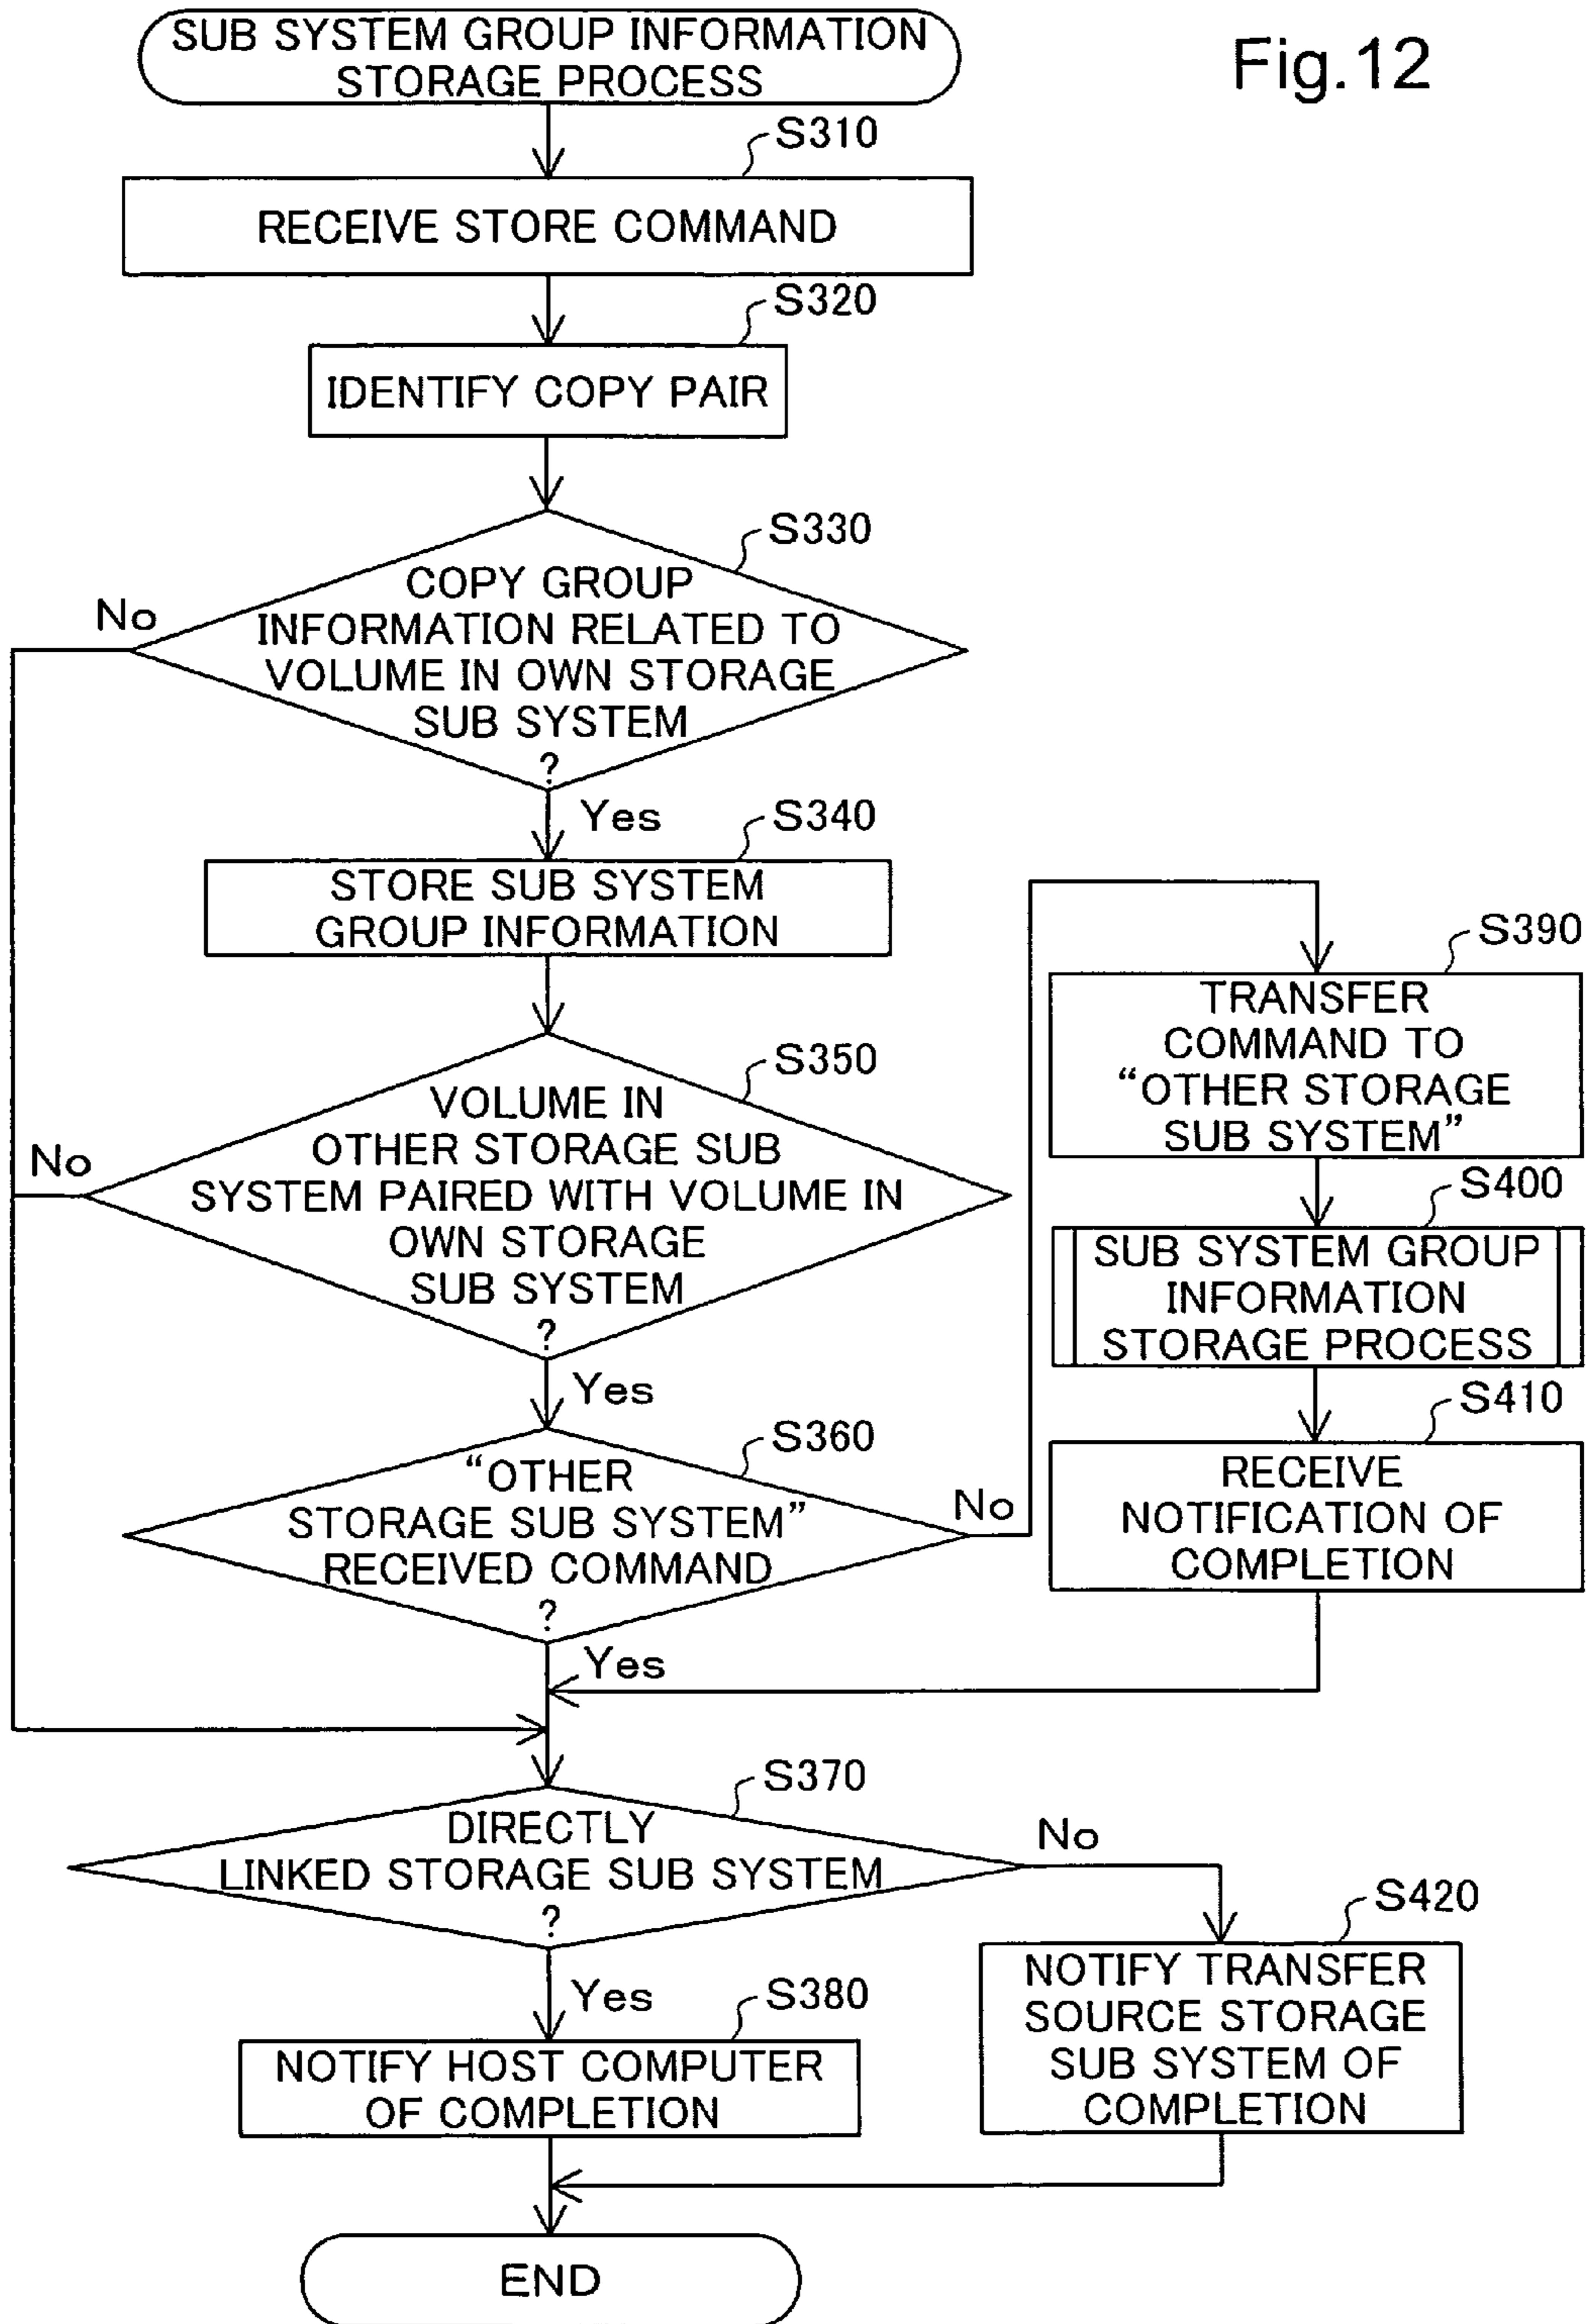 SUB SYSTEM GROUP INFORMATION
STORAGE PROCESS
Fig.12
S310
RECEIVE STORE COMMAND
S320
IDENTIFY COPY PAIR
S330
COPY GROUP
INFORMATION RELATED TO
VOLUME IN OWN STORAGE
SUB SYSTEM
?
No
Yes
S340
STORE SUB SYSTEM
GROUP INFORMATION
S350
VOLUME IN
OTHER STORAGE SUB
SYSTEM PAIRED WITH VOLUME IN
OWN STORAGE
SUB SYSTEM
?
No
Yes
S360
“OTHER
STORAGE SUB SYSTEM”
RECEIVED COMMAND
?
No
Yes
S390
TRANSFER
COMMAND TO
“OTHER STORAGE
SUB SYSTEM”
S400
SUB SYSTEM GROUP
INFORMATION
STORAGE PROCESS
S410
RECEIVE
NOTIFICATION OF
COMPLETION
S370
DIRECTLY
LINKED STORAGE SUB SYSTEM
?
No
Yes
S380
NOTIFY HOST COMPUTER
OF COMPLETION
S420
NOTIFY TRANSFER
SOURCE STORAGE
SUB SYSTEM OF
COMPLETION
END